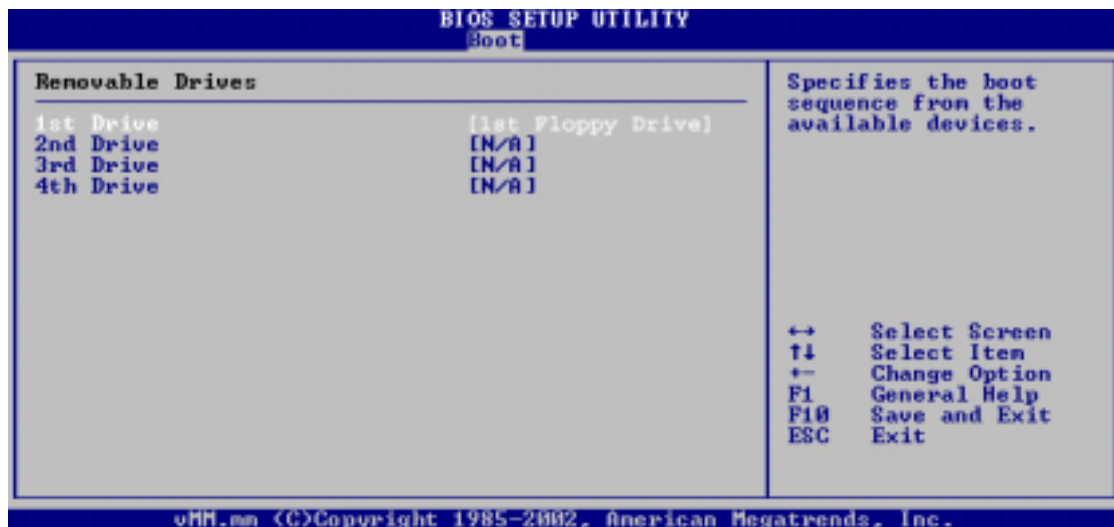 BIOS SETUP UTILITY
Boot
Removable Drives
1st Drive [1st Floppy Drive]
2nd Drive [N/A]
3rd Drive [N/A]
4th Drive [N/A]
Specifies the boot
sequence from the
available devices.
←→ Select Screen
↑↓ Select Item
+- Change Option
F1 General Help
F10 Save and Exit
ESC Exit
vMM.mm (C)Copyright 1985-2002, American Megatrends, Inc.